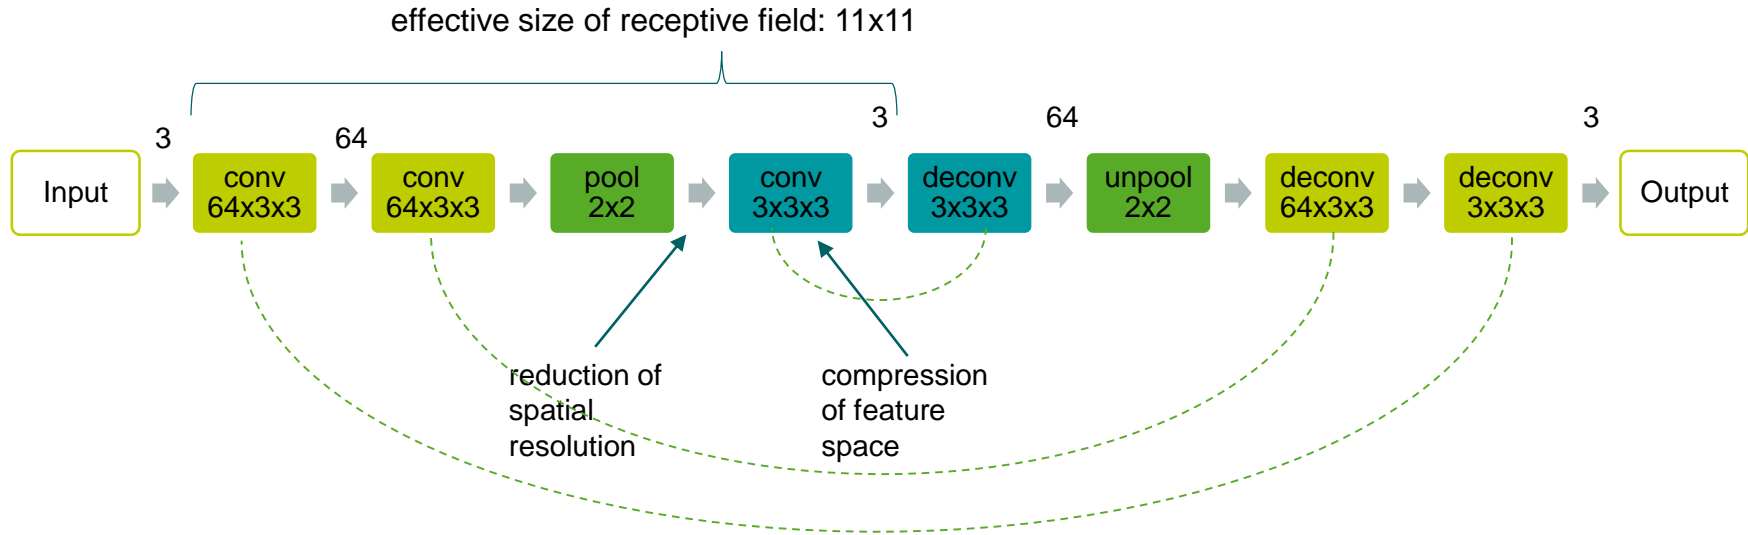 effective size of receptive field: 11x11
3
64
3
64
3
Input
conv
64x3x3
conv
64x3x3
pool
2x2
conv
3x3x3
deconv
3x3x3
unpool
2x2
deconv
64x3x3
deconv
3x3x3
Output
reduction of
spatial
resolution
compression
of feature
space